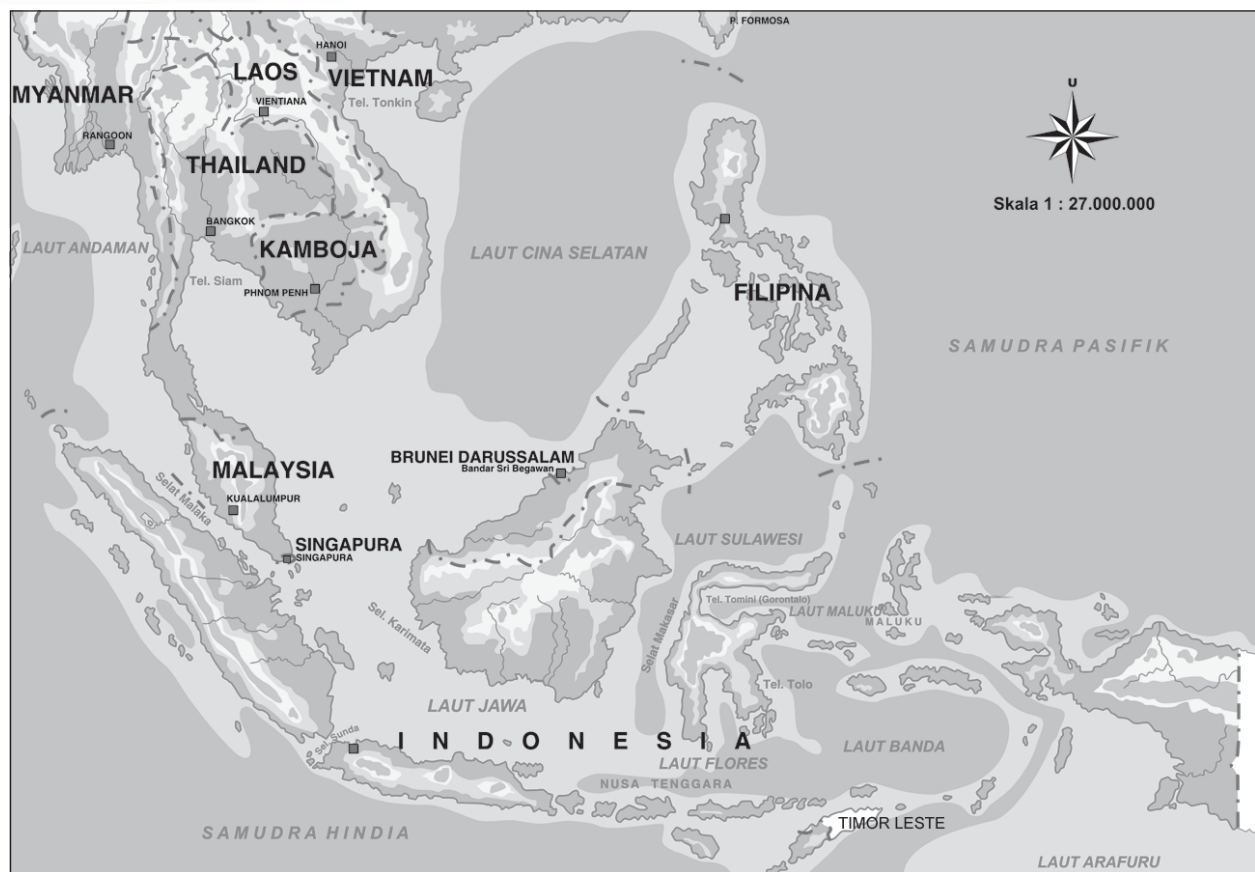 P. FORMOSA
HANOI
LAOS
VIETNAM
MYANMAR
Tel. Tonkin
VIENTIANA
RANGOON
THAILAND
U
Skala 1 : 27.000.000
BANGKOK
LAUT ANDAMAN
KAMBOJA
LAUT CINA SELATAN
Tel. Siam
PHNOM PENH
FILIPINA
SAMUDRA PASIFIK
BRUNEI DARUSSALAM
Bandar Sri Begawan
MALAYSIA
Selat Malaka
KUALALUMPUR
SINGAPURA
SINGAPURA
LAUT SULAWESI
Tel. Tomini (Gorontalo)
LAUT MALUKU
MALUKU
Sel. Karimata
Selat Makasar
Tel. Tolo
LAUT JAWA
Sel. Sunda
INDONESIA
LAUT BANDA
LAUT FLORES
NUSA TENGGARA
SAMUDRA HINDIA
TIMOR LESTE
LAUT ARAFURU